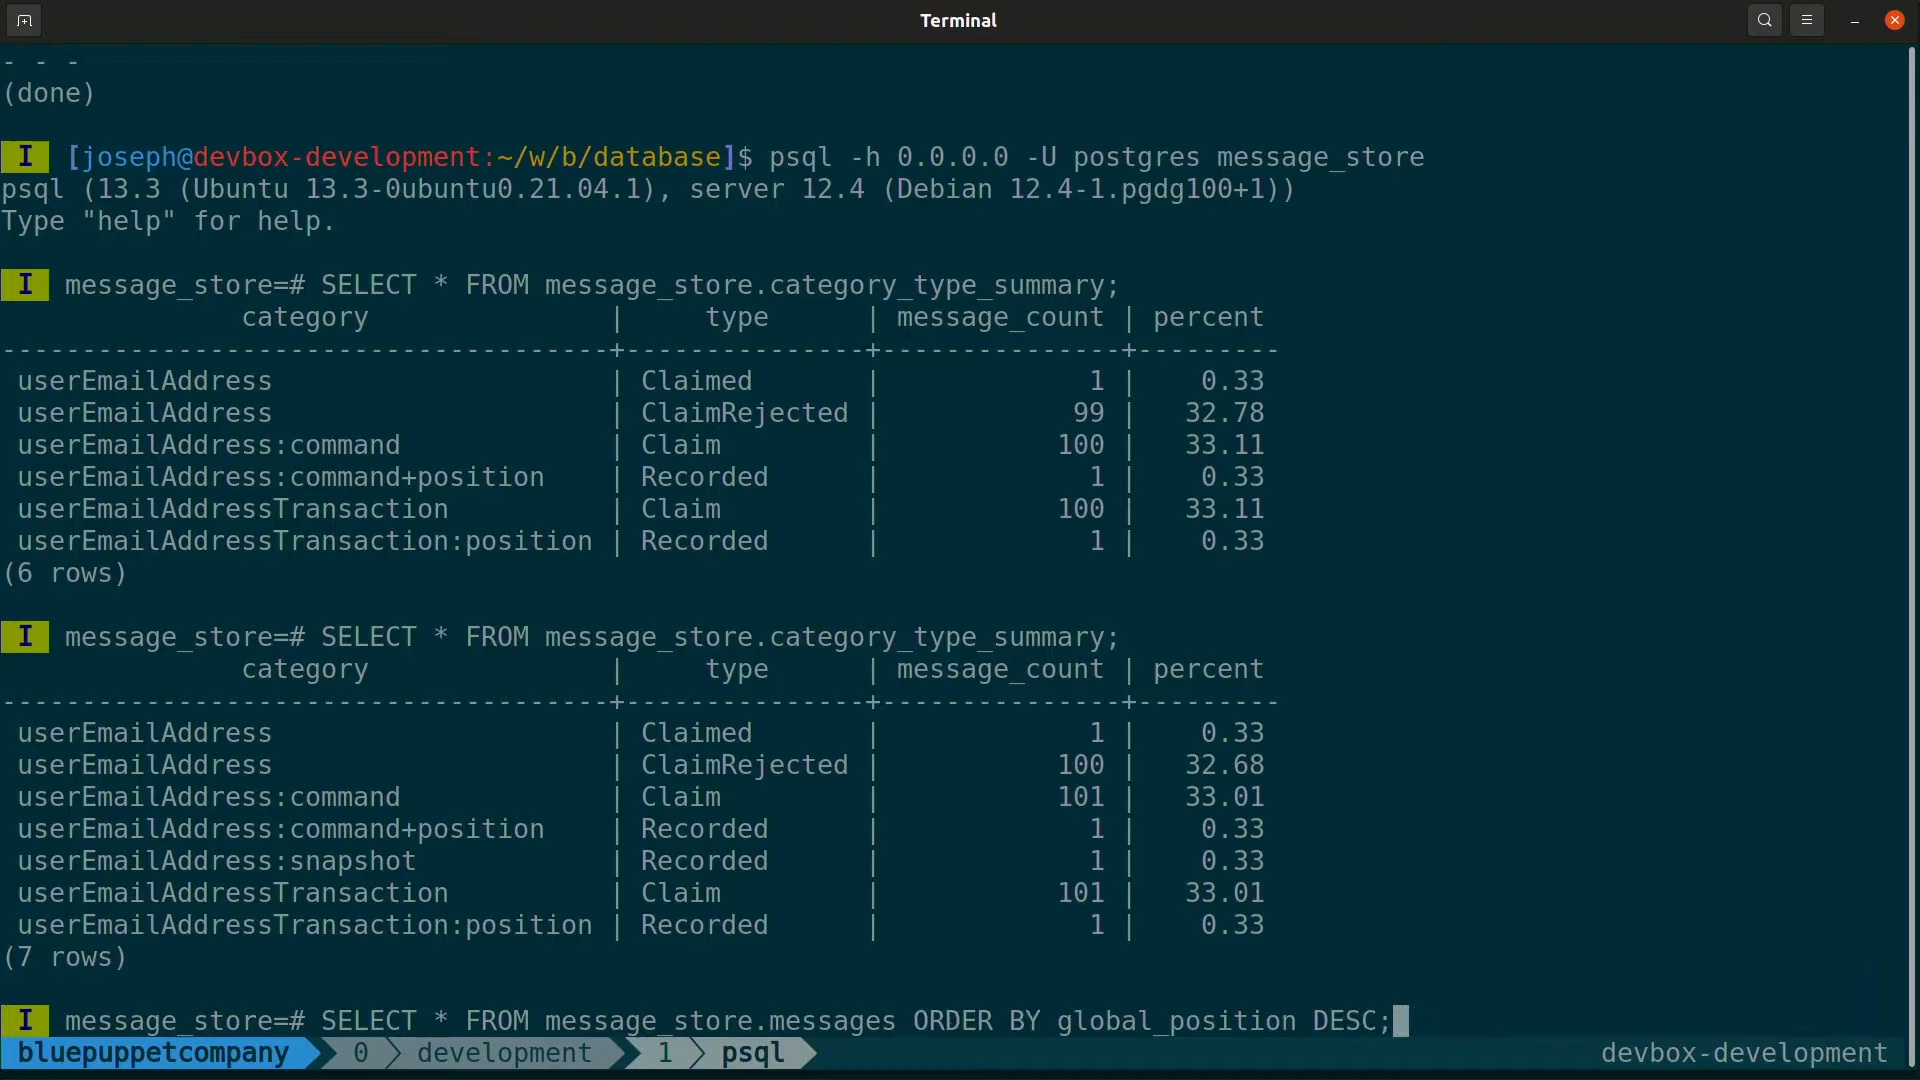 Terminal
- - -
(done)
I [joseph@devbox-development:~/w/b/database]$ psql -h 0.0.0.0 -U postgres message_store
psql (13.3 (Ubuntu 13.3-0ubuntu0.21.04.1), server 12.4 (Debian 12.4-1.pgdg100+1))
Type "help" for help.
I message_store=# SELECT * FROM message_store.category_type_summary;
category | type | message_count | percent
--------------------------------------+---------------+---------------+---------
userEmailAddress | Claimed | 1 | 0.33
userEmailAddress | ClaimRejected | 99 | 32.78
userEmailAddress:command | Claim | 100 | 33.11
userEmailAddress:command+position | Recorded | 1 | 0.33
userEmailAddressTransaction | Claim | 100 | 33.11
userEmailAddressTransaction:position | Recorded | 1 | 0.33
(6 rows)
I message_store=# SELECT * FROM message_store.category_type_summary;
category | type | message_count | percent
--------------------------------------+---------------+---------------+---------
userEmailAddress | Claimed | 1 | 0.33
userEmailAddress | ClaimRejected | 100 | 32.68
userEmailAddress:command | Claim | 101 | 33.01
userEmailAddress:command+position | Recorded | 1 | 0.33
userEmailAddress:snapshot | Recorded | 1 | 0.33
userEmailAddressTransaction | Claim | 101 | 33.01
userEmailAddressTransaction:position | Recorded | 1 | 0.33
(7 rows)
I message_store=# SELECT * FROM message_store.messages ORDER BY global_position DESC;
bluepuppetcompany 0 development 1 psql devbox-development